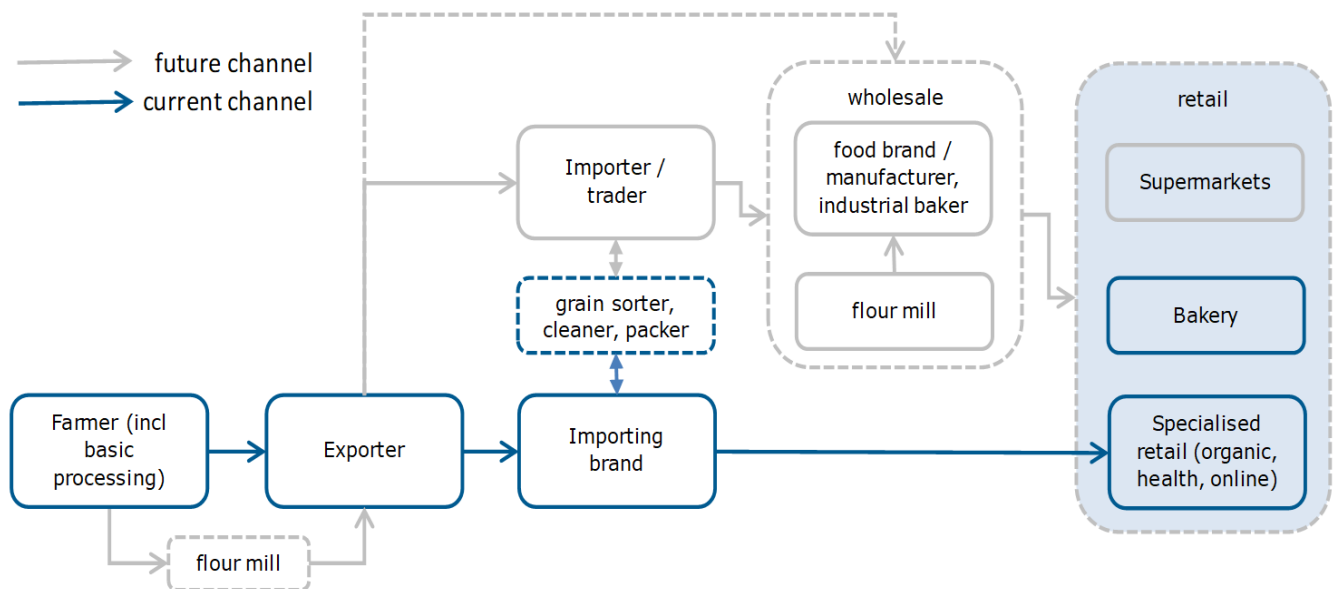 future channel
current channel
wholesale
retail
food brand /
manufacturer,
industrial baker
Importer /
trader
Supermarkets
grain sorter,
cleaner, packer
flour mill
Bakery
Farmer (incl
basic
processing)
Exporter
Importing
brand
Specialised
retail (organic,
health, online)
flour mill